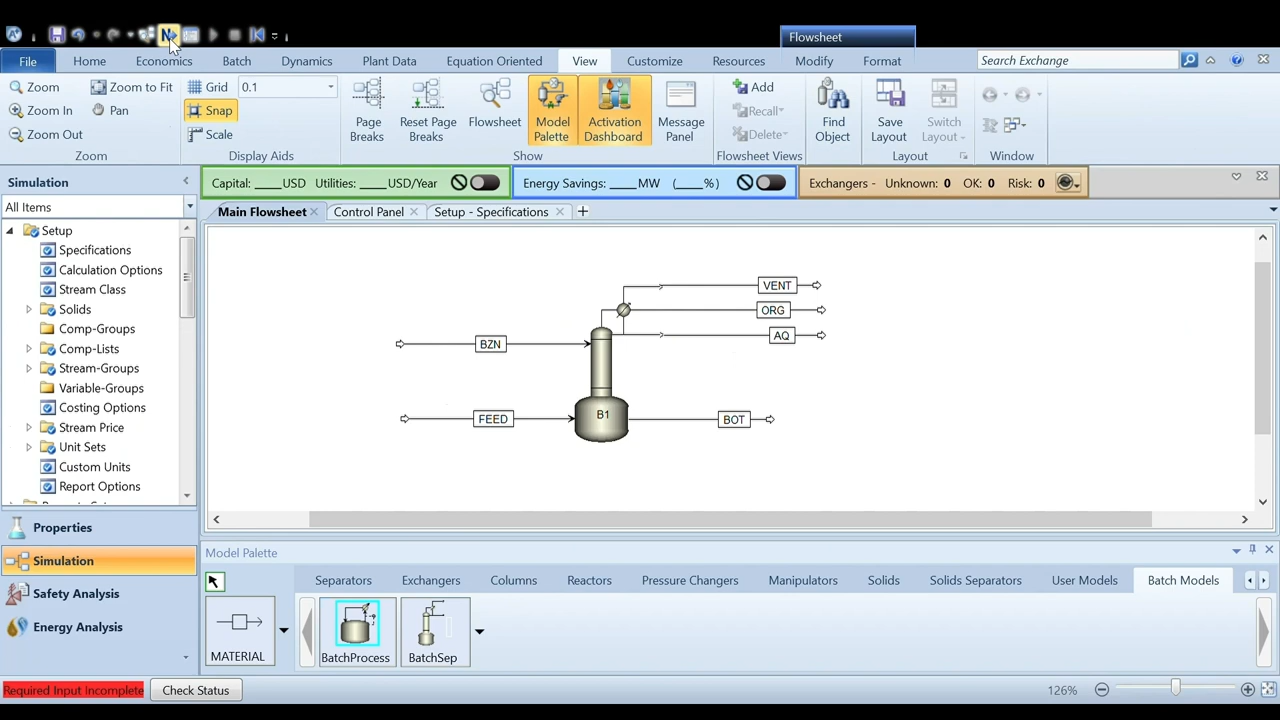 N
Flowsheet
File
Home
Economics
Batch
Dynamics
Plant Data
Equation Oriented
View
Customize
Resources
Modify
Format
Search Exchange
Zoom
Zoom to Fit
Grid
0.1
Zoom In
Pan
Snap
Zoom Out
Scale
Page Breaks
Reset Page Breaks
Flowsheet
Model Palette
Activation Dashboard
Message Panel
Add
Recall
Delete
Find Object
Save Layout
Switch Layout
Zoom
Display Aids
Show
Flowsheet Views
Layout
Window
Simulation
Capital: ____USD Utilities: ____USD/Year
Energy Savings: ____MW (____%)
Exchangers - Unknown: 0 OK: 0 Risk: 0
All Items
Main Flowsheet
Control Panel
Setup - Specifications
Setup
Specifications
Calculation Options
Stream Class
Solids
Comp-Groups
Comp-Lists
Stream-Groups
Variable-Groups
Costing Options
Stream Price
Unit Sets
Custom Units
Report Options
VENT
ORG
AQ
BZN
FEED
B1
BOT
Properties
Simulation
Safety Analysis
Energy Analysis
Model Palette
Separators
Exchangers
Columns
Reactors
Pressure Changers
Manipulators
Solids
Solids Separators
User Models
Batch Models
MATERIAL
BatchProcess
BatchSep
Required Input Incomplete
Check Status
126%